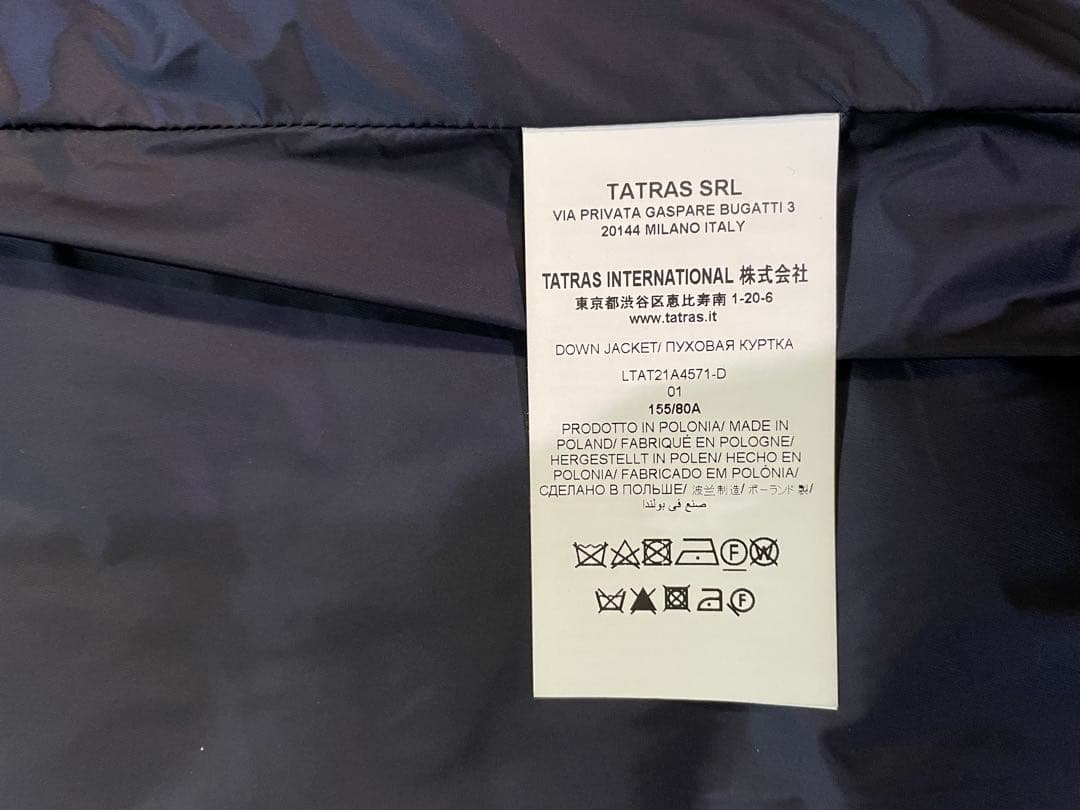 TATRAS SRL
VIA PRIVATA GASPARE BUGATTI 3
20144 MILANO ITALY
TATRAS INTERNATIONAL 株式会社
東京都渋谷区恵比寿南 1-20-6
www.tatras.it
DOWN JACKET/ ПУХОВАЯ КУРТКА
LTAT21A4571-D
01
155/80A
PRODOTTO IN POLONIA/ MADE IN
POLAND/ FABRIQUÉ EN POLOGNE/
HERGESTELLT IN POLEN/ HECHO EN
POLONIA/ FABRICADO EM POLÓNIA/
СДЕЛАНО В ПОЛЬШЕ/ 波兰制造/ ポーランド製/
صنع في بولندا
F W
F